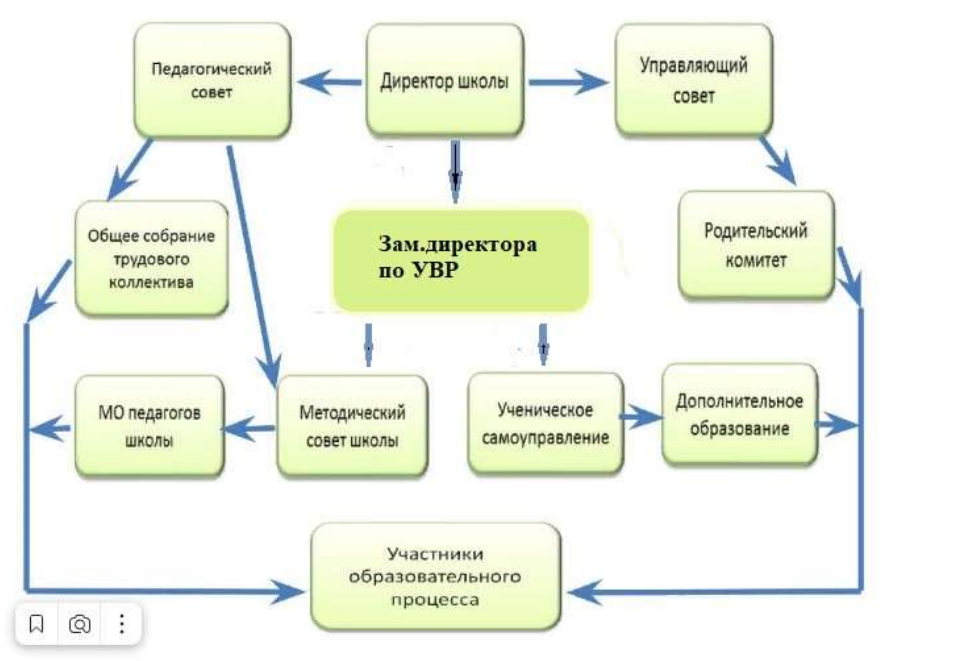 Педагогический
совет
Директор школы
Управляющий
совет
Общее собрание
трудового
коллектива
Зам.директора
по УВР
Родительский
комитет
МО педагогов
школы
Методический
совет школы
Ученическое
самоуправление
Дополнительное
образование
Участники
образовательного
процесса